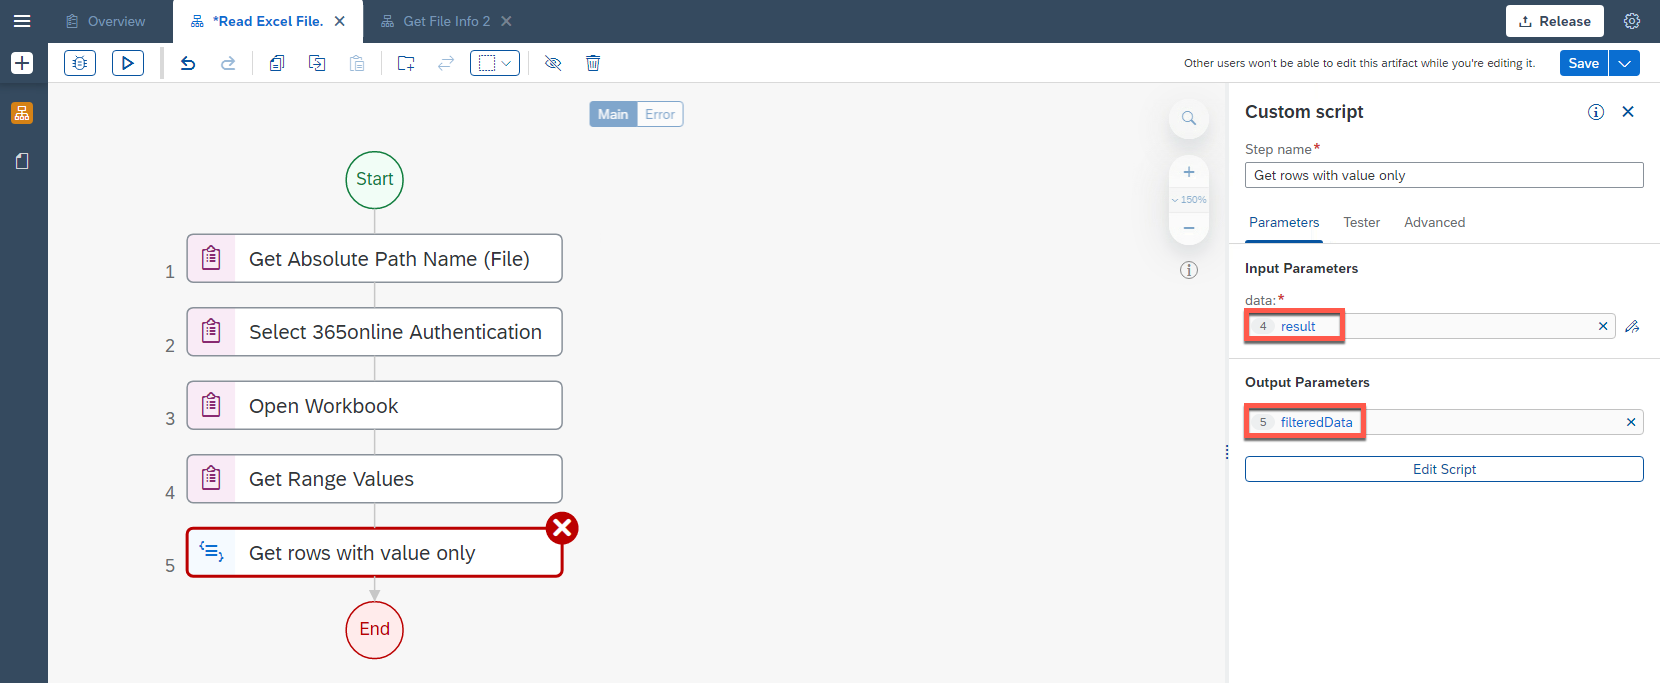 Overview
*Read Excel File.
Get File Info 2
Release
Other users won't be able to edit this artifact while you're editing it.
Save
Main
Error
150%
Start
1
Get Absolute Path Name (File)
2
Select 365online Authentication
3
Open Workbook
4
Get Range Values
5
Get rows with value only
End
Custom script
Step name*
Get rows with value only
Parameters
Tester
Advanced
Input Parameters
data:*
4 result
Output Parameters
5 filteredData
Edit Script